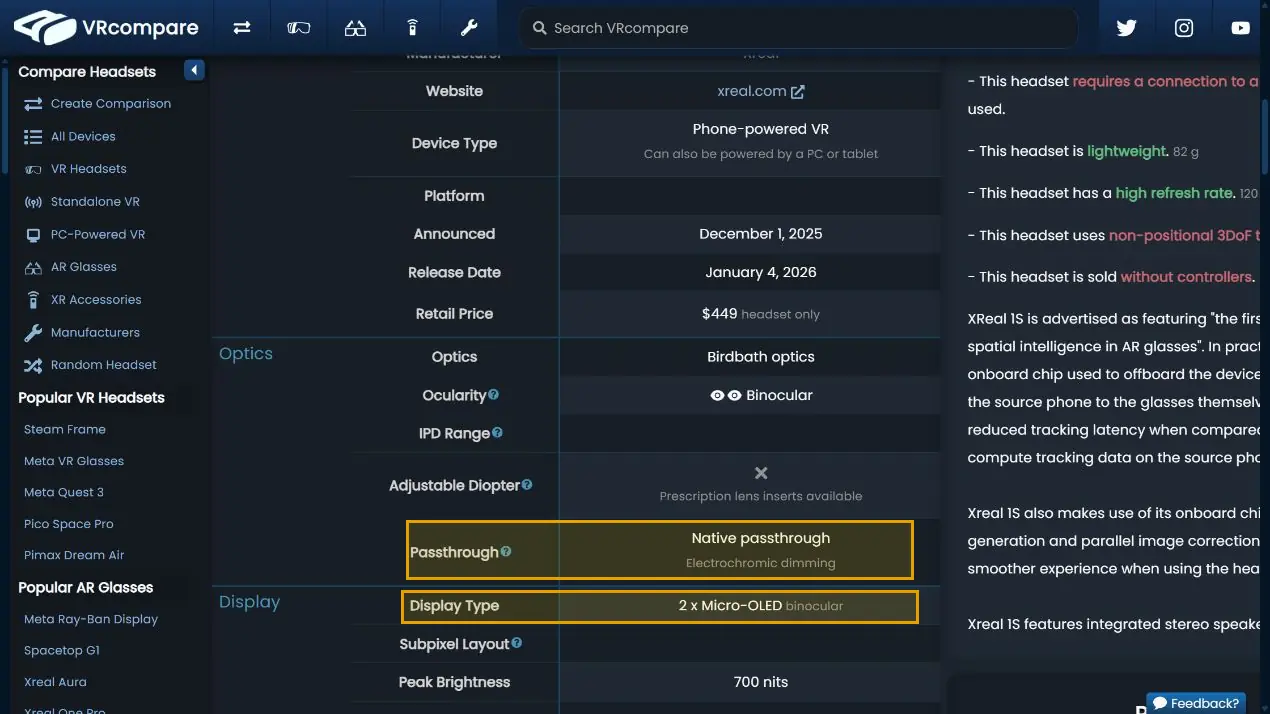 VRcompare
Search VRcompare
Compare Headsets
Create Comparison
All Devices
VR Headsets
Standalone VR
PC-Powered VR
AR Glasses
XR Accessories
Manufacturers
Random Headset
Popular VR Headsets
Steam Frame
Meta VR Glasses
Meta Quest 3
Pico Space Pro
Pimax Dream Air
Popular AR Glasses
Meta Ray-Ban Display
Spacetop G1
Xreal Aura
Xreal One Pro
Manufacturer Xreal
Website xreal.com
Device Type Phone-powered VR
Can also be powered by a PC or tablet
Platform
Announced December 1, 2025
Release Date January 4, 2026
Retail Price $449 headset only
Optics
Optics Birdbath optics
Ocularity Binocular
IPD Range
Adjustable Diopter
Prescription lens inserts available
Passthrough Native passthrough
Electrochromic dimming
Display
Display Type 2 x Micro-OLED binocular
Subpixel Layout
Peak Brightness 700 nits
- This headset requires a connection to a
used.
- This headset is lightweight. 82 g
- This headset has a high refresh rate. 120
- This headset uses non-positional 3DoF t
- This headset is sold without controllers.
XReal 1S is advertised as featuring "the firs
spatial intelligence in AR glasses". In pract
onboard chip used to offboard the device
the source phone to the glasses themselv
reduced tracking latency when compared
compute tracking data on the source pho
Xreal 1S also makes use of its onboard chi
generation and parallel image correction
smoother experience when using the hea
Xreal 1S features integrated stereo speake
Feedback?